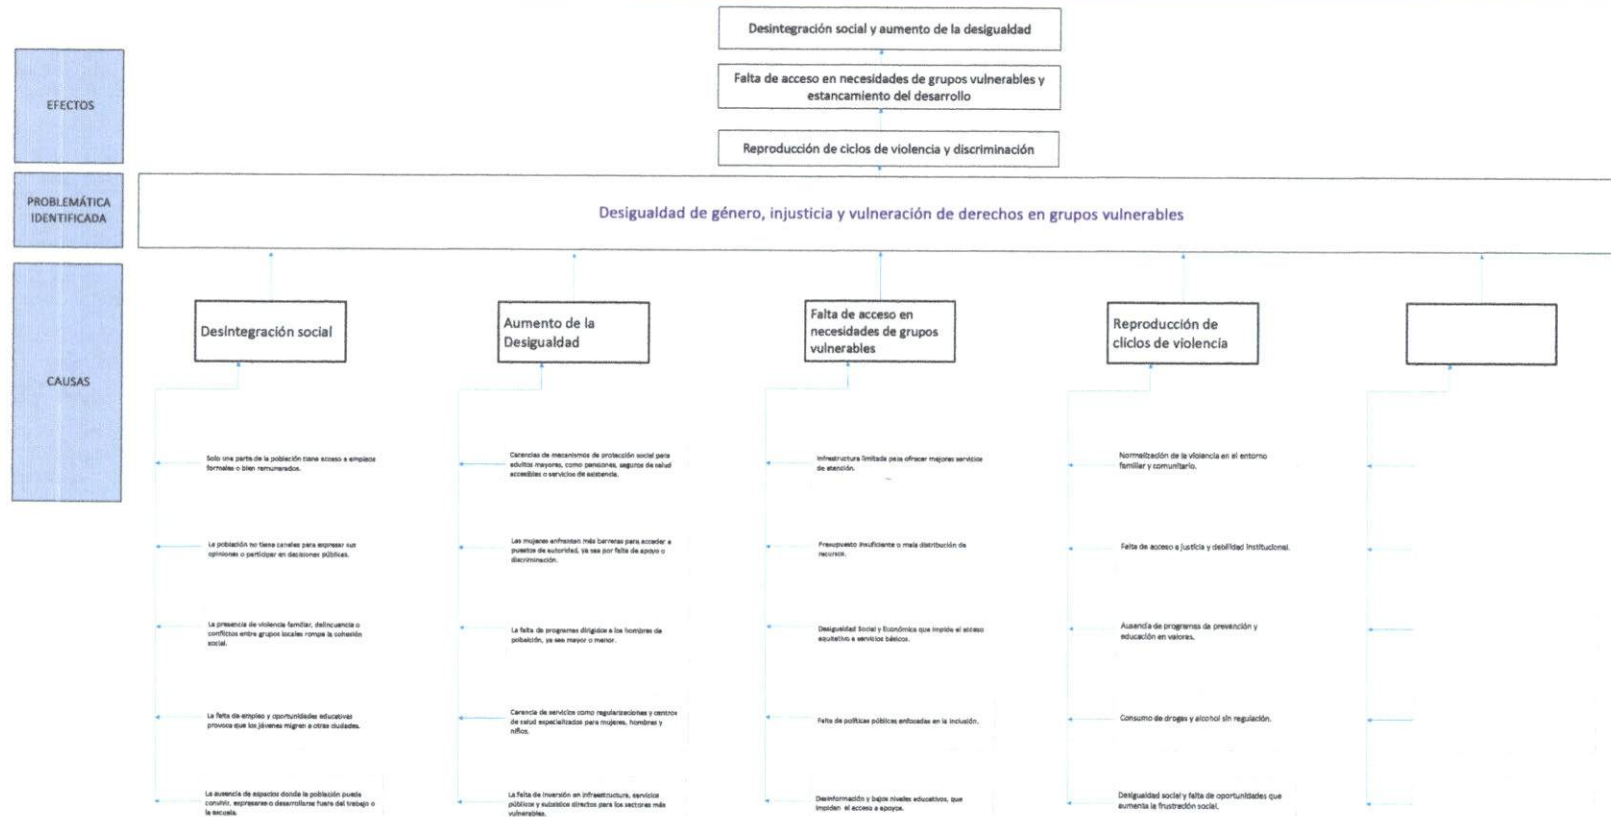 Desintegración social y aumento de la desigualdad
EFECTOS
Falta de acceso en necesidades de grupos vulnerables y
estancamiento del desarrollo
Reproducción de ciclos de violencia y discriminación
PROBLEMÁTICA
IDENTIFICADA
Desigualdad de género, injusticia y vulneración de derechos en grupos vulnerables
CAUSAS
Desintegración social
Solo una parte de la población tiene acceso a empleos
formales o bien remunerados.
La población no tiene canales para expresar sus
opiniones o participar en decisiones públicas.
La presencia de violencia familiar, delincuencia o
conflictos entre grupos locales rompe la cohesión
social.
La falta de empleo y oportunidades educativas
provoca que los jóvenes migren a otras ciudades.
La ausencia de espacios donde la población pueda
convivir, expresarse o desarrollarse fuera del trabajo o
la escuela.
Aumento de la
Desigualdad
Carencias de mecanismos de protección social para
adultos mayores, como pensiones, seguros de salud
accesibles o servicios de asistencia.
Las mujeres enfrentan más barreras para acceder a
puestos de autoridad, ya sea por falta de apoyo o
discriminación.
La falta de programas dirigidos a los hombres de
pobalción, ya sea mayor o menor.
Carencia de servicios como regularizaciones y centros
de salud especializados para mujeres, hombres y
niños.
La falta de inversión en infraestructura, servicios
públicos y subsidios directos para los sectores más
vulnerables.
Falta de acceso en
necesidades de grupos
vulnerables
Infraestructura limitada para ofrecer mejores servicios
de atención.
Presupuesto insuficiente o mala distribución de
recursos.
Desigualdad Social y Económica que impide el acceso
equitativo a servicios básicos.
Falta de políticas públicas enfocadas en la inclusión.
Desinformación y bajos niveles educativos, que
impiden el acceso a apoyos.
Reproducción de
cliclos de violencia
Normalización de la violencia en el entorno
familiar y comunitario.
Falta de acceso a justicia y debilidad institucional.
Ausencia de programas de prevención y
educación en valores.
Consumo de drogas y alcohol sin regulación.
Desigualdad social y falta de oportunidades que
aumenta la frustración social.